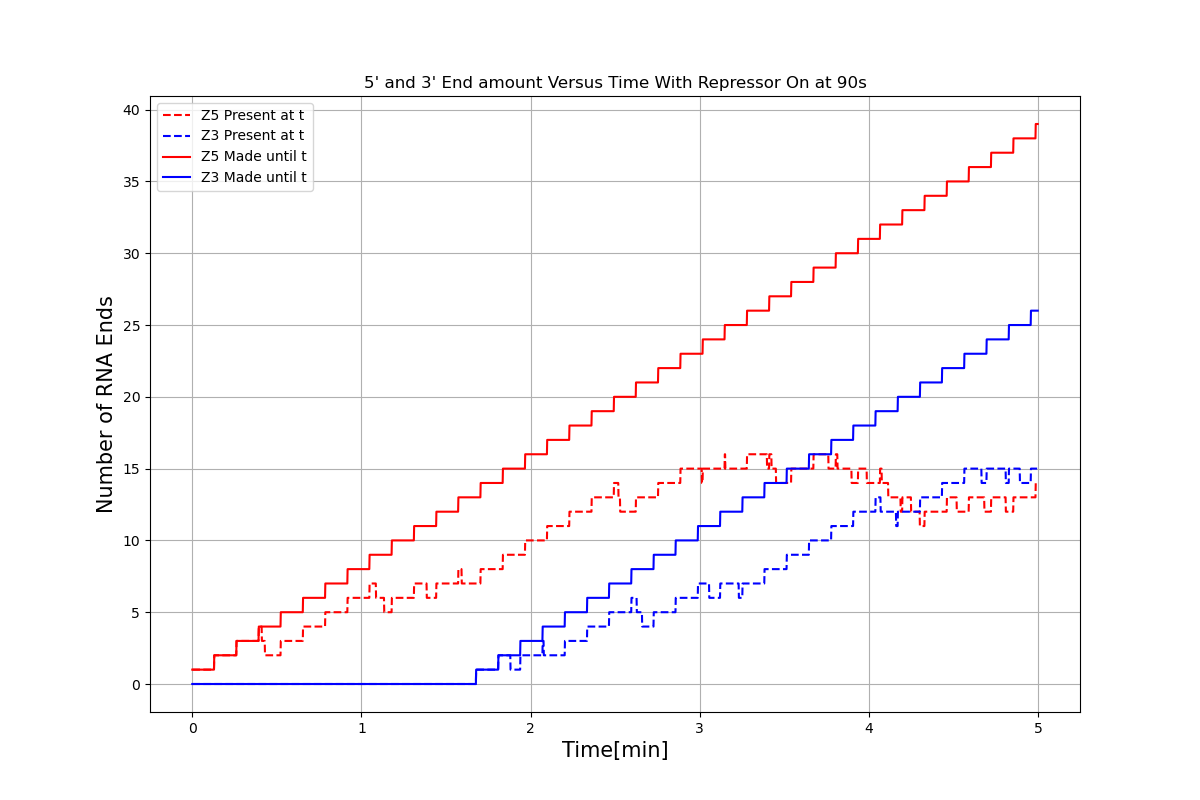 5' and 3' End amount Versus Time With Repressor On at 90s
Z5 Present at t
Z3 Present at t
Z5 Made until t
Z3 Made until t
40
35
30
25
20
15
10
5
0
Number of RNA Ends
0 1 2 3 4 5
Time[min]